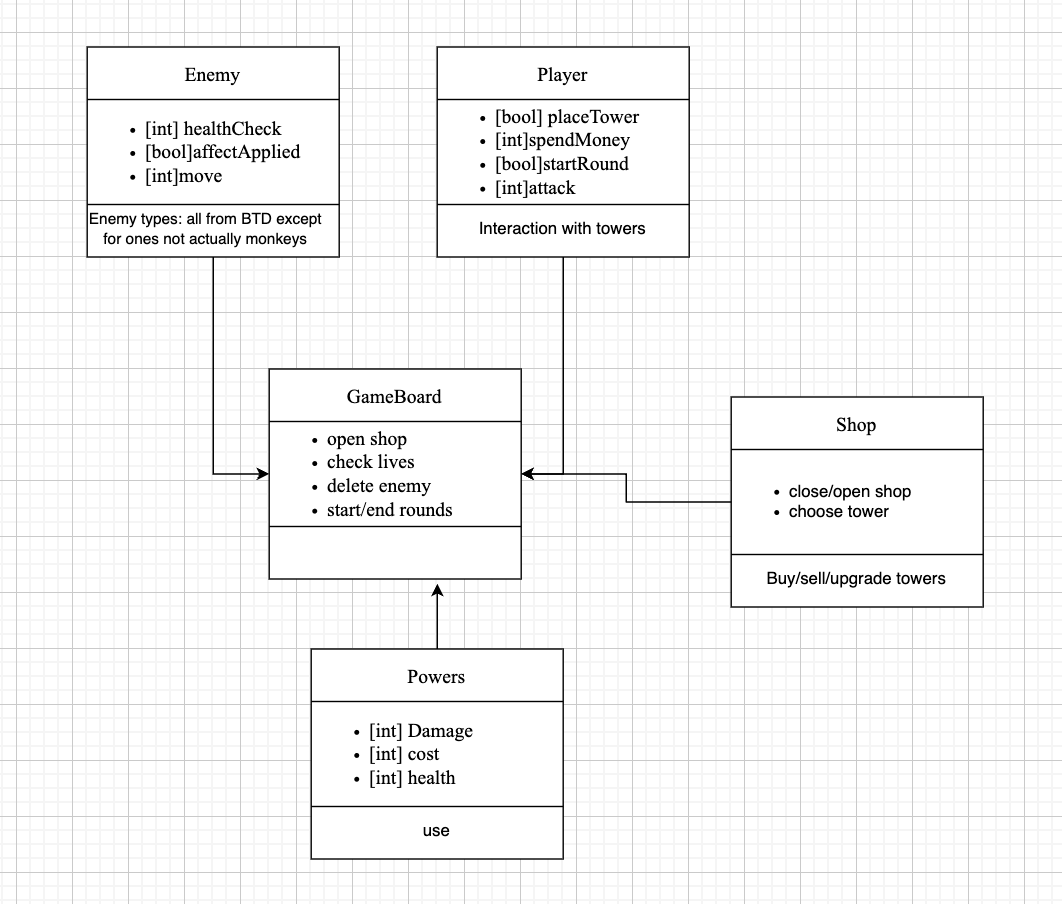 Enemy
[int] healthCheck
[bool]affectApplied
[int]move
Enemy types: all from BTD except
for ones not actually monkeys
Player
[bool] placeTower
[int]spendMoney
[bool]startRound
[int]attack
Interaction with towers
GameBoard
open shop
check lives
delete enemy
start/end rounds
Shop
close/open shop
choose tower
Buy/sell/upgrade towers
Powers
[int] Damage
[int] cost
[int] health
use